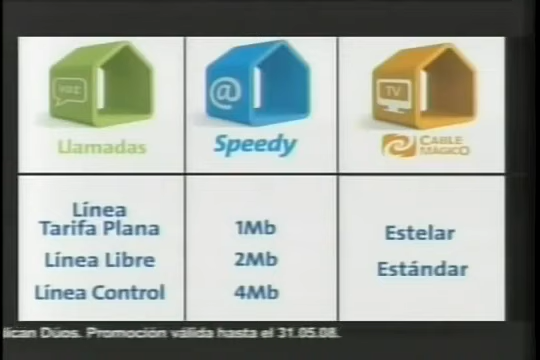 VOZ
@
TV
Llamadas
Speedy
CABLE
MÁGICO
Línea
Tarifa Plana
Línea Libre
Línea Control
1Mb
2Mb
4Mb
Estelar
Estándar
lican Dúos. Promoción válida hasta el 31.05.08.